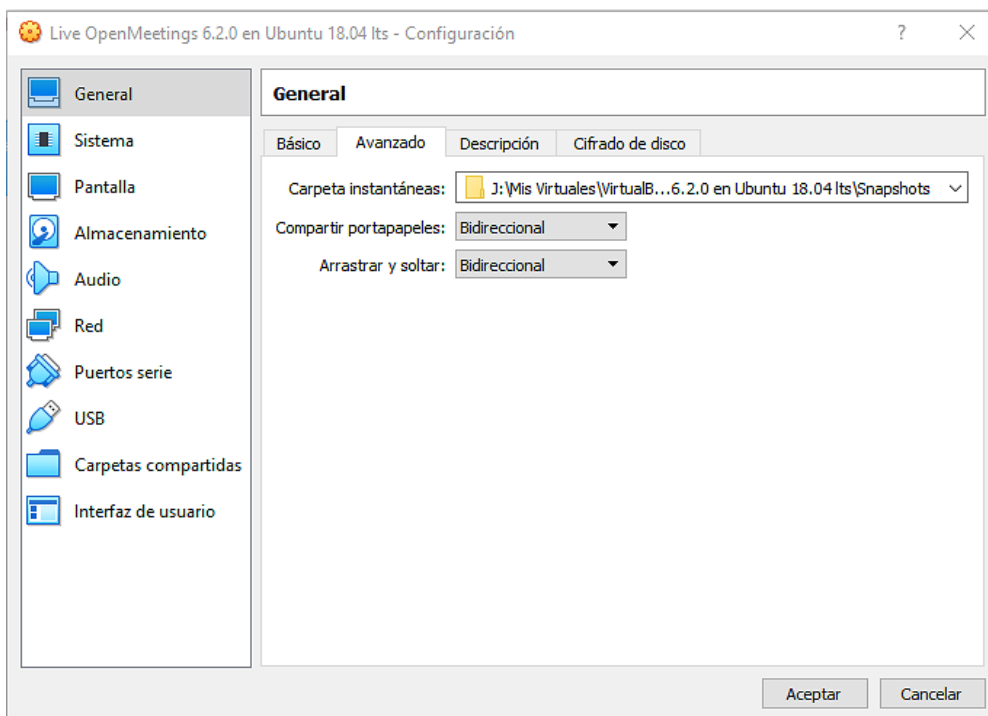 Live OpenMeetings 6.2.0 en Ubuntu 18.04 lts - Configuración ?
General
Sistema
Pantalla
Almacenamiento
Audio
Red
Puertos serie
USB
Carpetas compartidas
Interfaz de usuario
General
Básico Avanzado Descripción Cifrado de disco
Carpeta instantáneas: J:\Mis Virtuales\VirtualB...6.2.0 en Ubuntu 18.04 lts\Snapshots
Compartir portapapeles: Bidireccional
Arrastrar y soltar: Bidireccional
Aceptar Cancelar